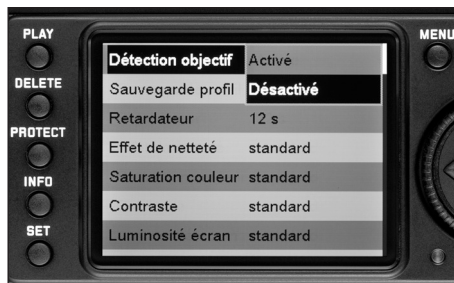 PLAY
MENU
DELETE
PROTECT
INFO
SET
Détection objectif Activé
Sauvegarde profil Désactivé
Retardateur 12 s
Effet de netteté standard
Saturation couleur standard
Contraste standard
Luminosité écran standard